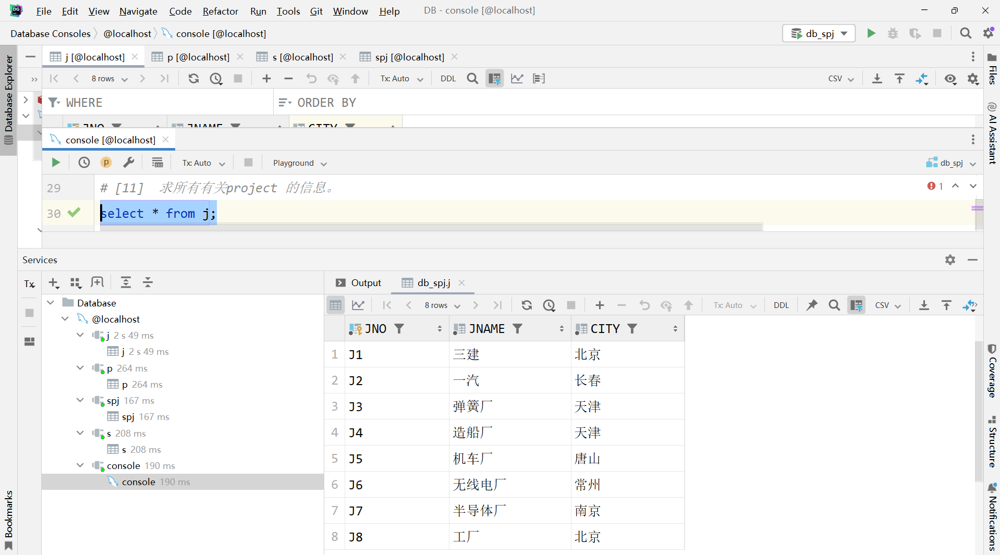 File Edit View Navigate Code Refactor Run Tools Git Window Help DB - console [@localhost]
Database Consoles @localhost console [@localhost] db_spj
j [@localhost] p [@localhost] s [@localhost] spj [@localhost]
8 rows Tx: Auto DDL CSV
WHERE ORDER BY
JNO JNAME CITY
console [@localhost]
Tx: Auto Playground db_spj
29 # [11] 求所有有关project 的信息。 1
30 select * from j;
Services
Tx Output db_spj.j
8 rows Tx: Auto DDL CSV
Database
@localhost
j 2 s 49 ms
j 2 s 49 ms
p 264 ms
p 264 ms
spj 167 ms
spj 167 ms
s 208 ms
s 208 ms
console 190 ms
console 190 ms
JNO JNAME CITY
1 J1 三建 北京
2 J2 一汽 长春
3 J3 弹簧厂 天津
4 J4 造船厂 天津
5 J5 机车厂 唐山
6 J6 无线电厂 常州
7 J7 半导体厂 南京
8 J8 工厂 北京
Database Explorer
Bookmarks
Files
AI Assistant
Coverage
Structure
Notifications